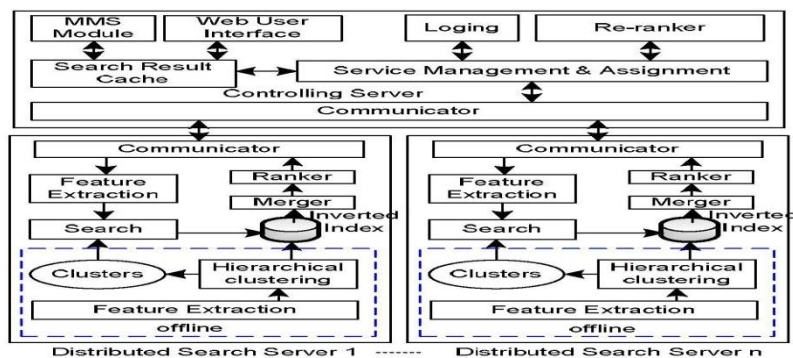 MMS
Module
Web User
Interface
Loging
Re-ranker
Search Result
Cache
Service Management & Assignment
Controlling Server
Communicator
Communicator
Feature
Extraction
Ranker
Merger
Search
Inverted
Index
Clusters
Hierarchical
clustering
Feature Extraction
offline
Communicator
Feature
Extraction
Ranker
Merger
Search
Inverted
Index
Clusters
Hierarchical
clustering
Feature Extraction
offline
Distributed Search Server 1 ------ Distributed Search Server n